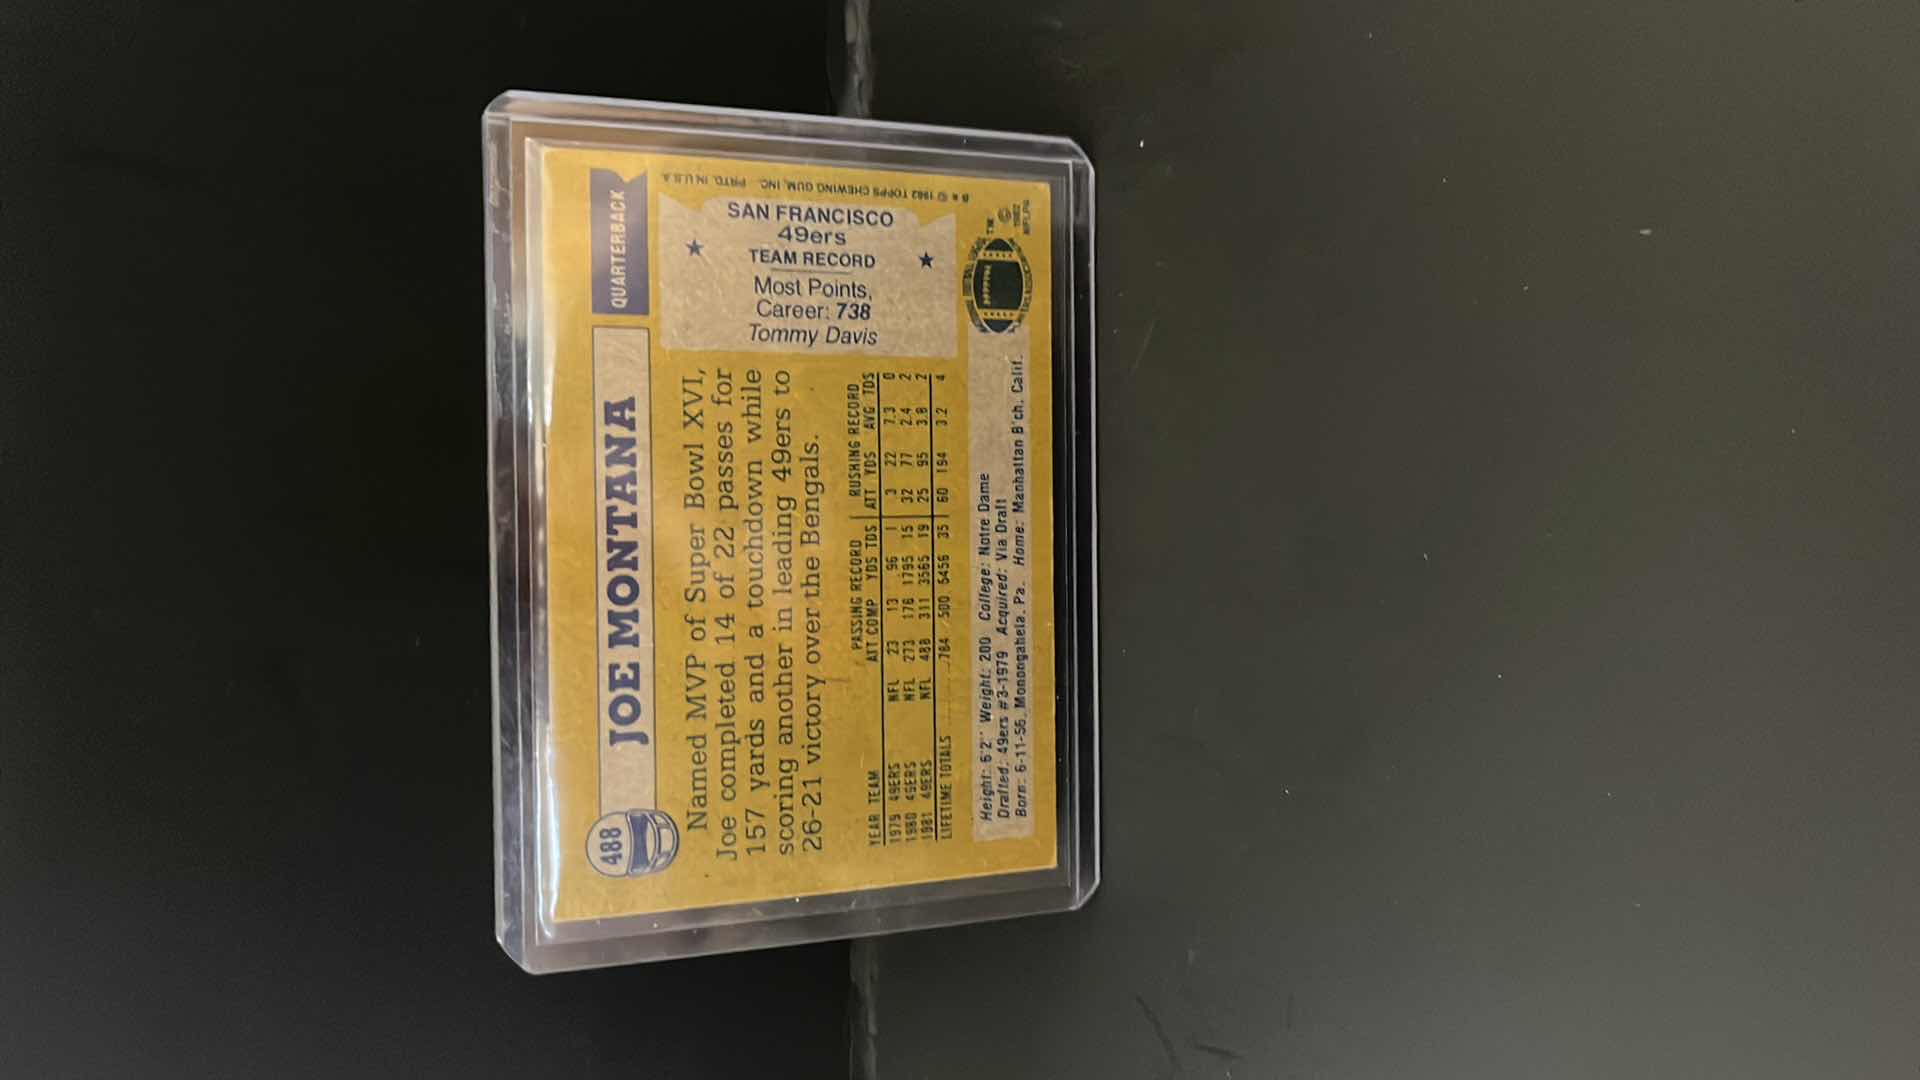 488
JOE MONTANA
QUARTERBACK
Named MVP of Super Bowl XVI,
Joe completed 14 of 22 passes for
157 yards and a touchdown while
scoring another in leading 49ers to
26-21 victory over the Bengals.
SAN FRANCISCO
49ers
TEAM RECORD
Most Points,
Career: 738
Tommy Davis
PASSING RECORD RUSHING RECORD
YEAR TEAM ATT COMP YDS TDS ATT YDS AVG TDS
1979 49ERS NFL 23 13 96 1 3 22 7.3 0
1980 49ERS NFL 273 176 1795 15 32 77 2.4 2
1981 49ERS NFL 488 311 3565 19 25 95 3.8 2
LIFETIME TOTALS 784 500 5456 35 60 194 3.2 4
Height: 6'2" Weight: 200 College: Notre Dame
Drafted: 49ers #3-1979 Acquired: Via Draft
Born: 6-11-56, Monongahela, Pa. Home: Manhattan B'ch, Calif.
TM
© 1982
NFLPA
B * © 1982 TOPPS CHEWING GUM, INC. PRTD. IN U.S.A.